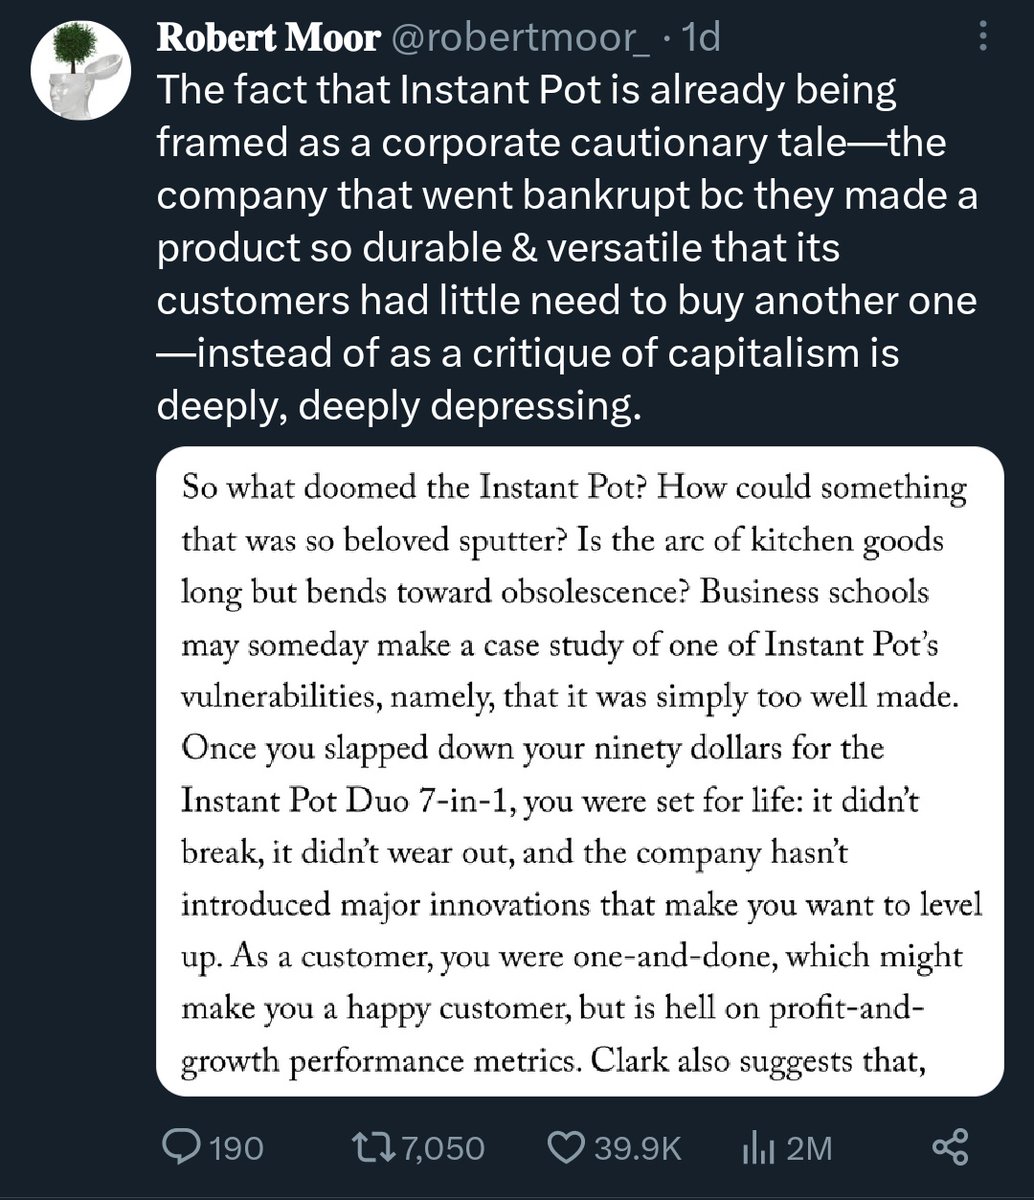 Robert Moor @robertmoor_ · 1d
The fact that Instant Pot is already being
framed as a corporate cautionary tale—the
company that went bankrupt bc they made a
product so durable & versatile that its
customers had little need to buy another one
—instead of as a critique of capitalism is
deeply, deeply depressing.
So what doomed the Instant Pot? How could something
that was so beloved sputter? Is the arc of kitchen goods
long but bends toward obsolescence? Business schools
may someday make a case study of one of Instant Pot’s
vulnerabilities, namely, that it was simply too well made.
Once you slapped down your ninety dollars for the
Instant Pot Duo 7-in-1, you were set for life: it didn’t
break, it didn’t wear out, and the company hasn’t
introduced major innovations that make you want to level
up. As a customer, you were one-and-done, which might
make you a happy customer, but is hell on profit-and-
growth performance metrics. Clark also suggests that,
190 7,050 39.9K 2M